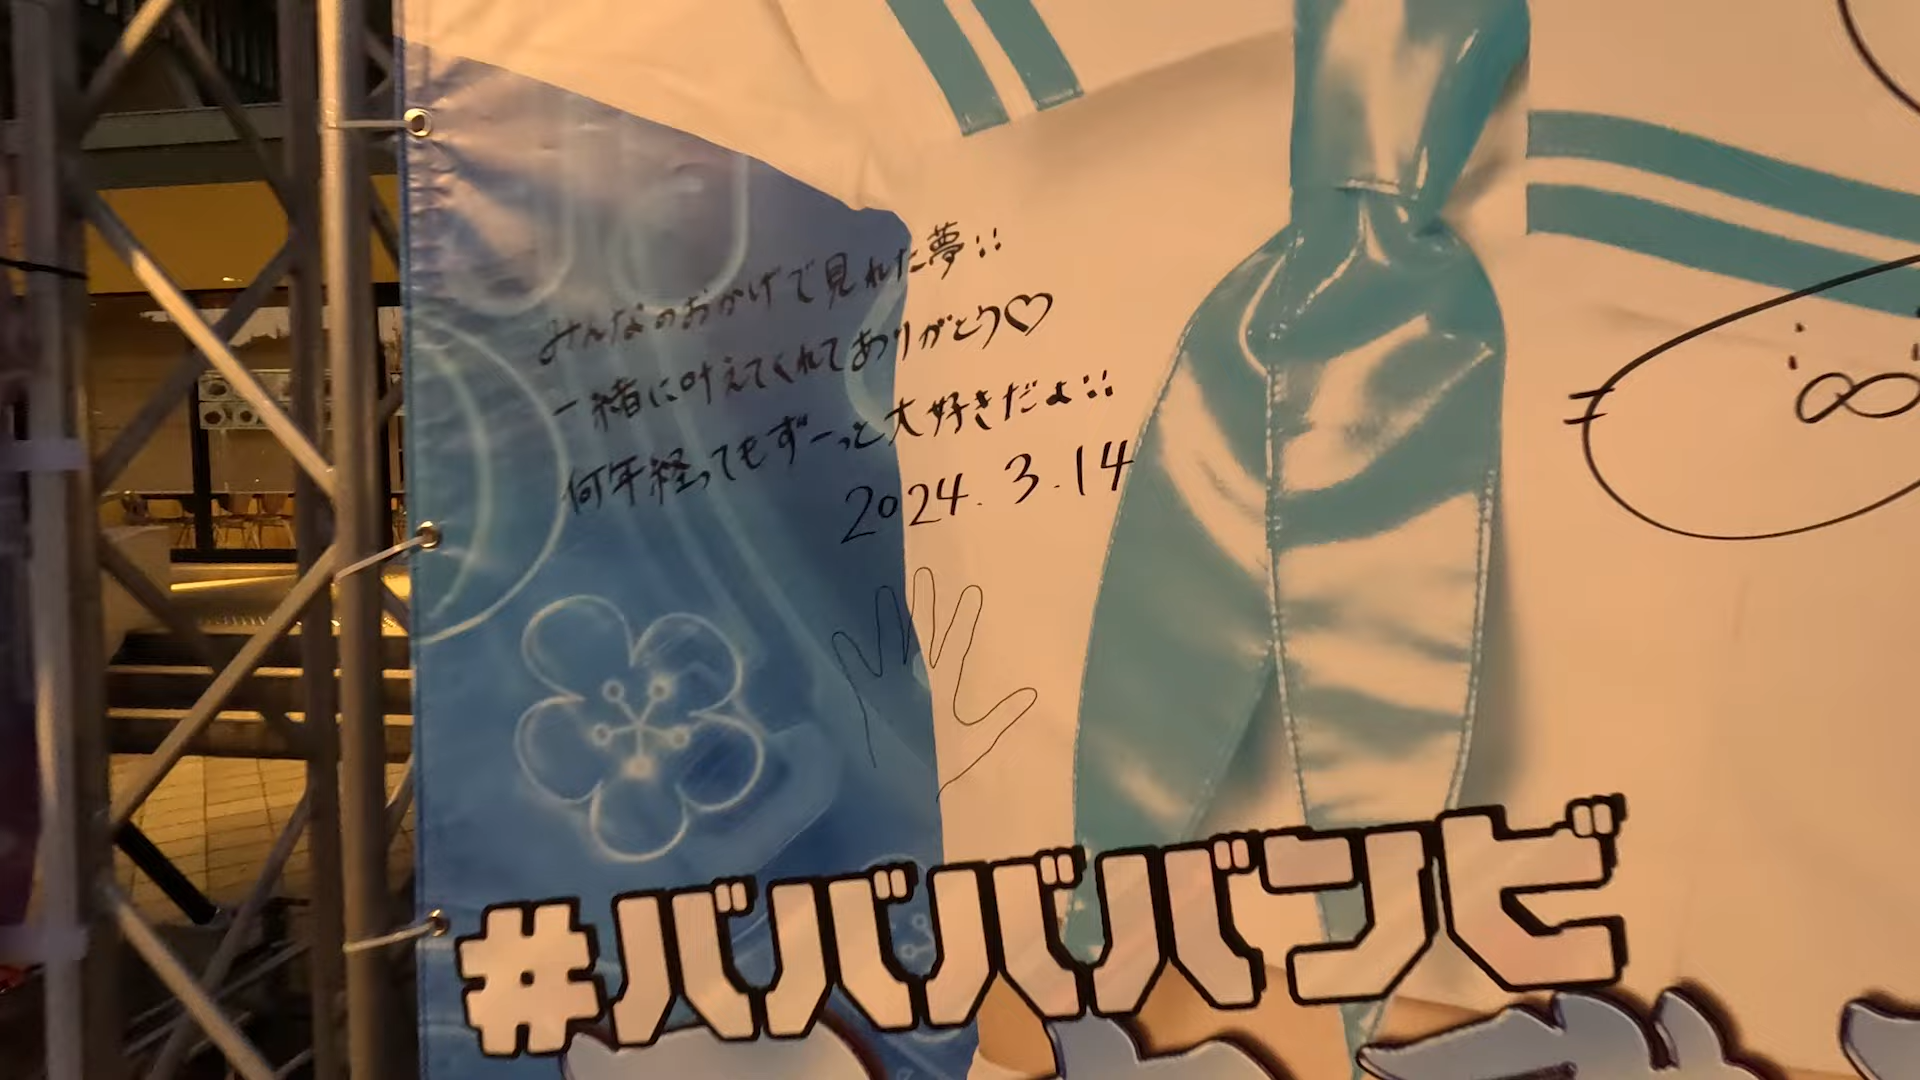 みんなのおかげで見れた夢!!
一緒に叶えてくれてありがとう♡
何年経ってもずーっと大好きだよ!!
2024.3.14
#バババンビ